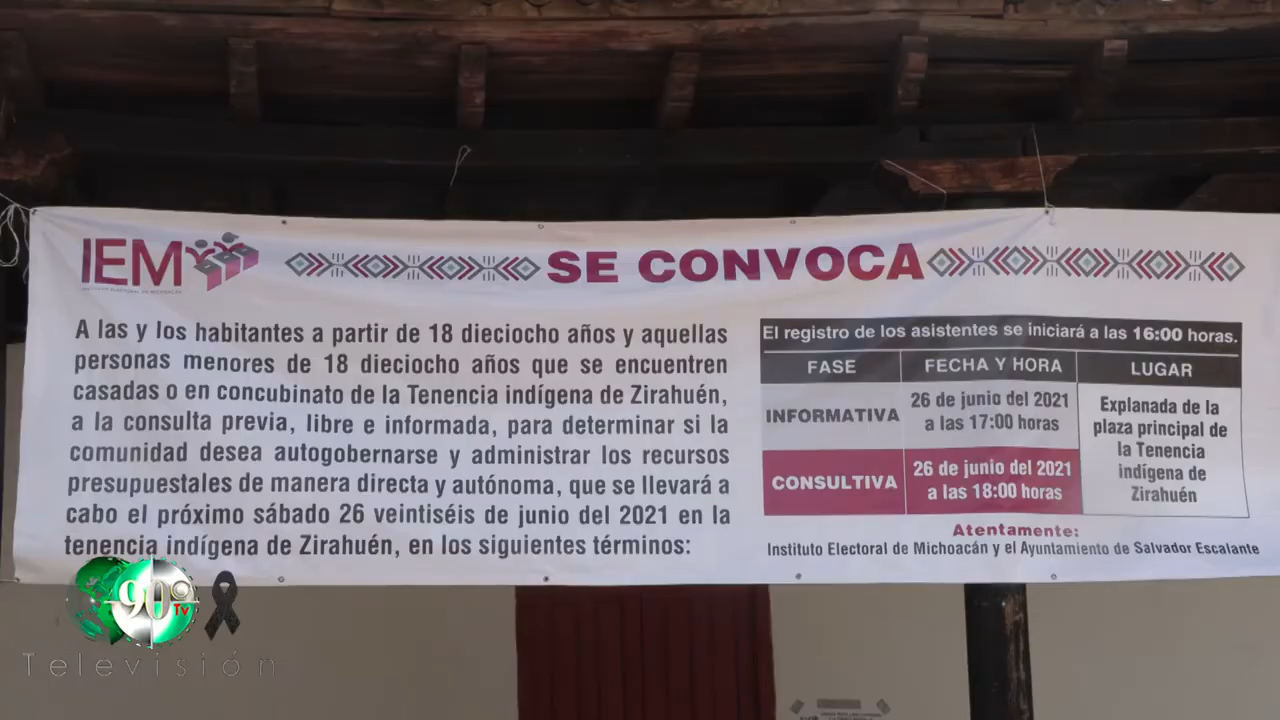 IEM
INSTITUTO ELECTORAL DE MICHOACÁN
SE CONVOCA
A las y los habitantes a partir de 18 dieciocho años y aquellas
personas menores de 18 dieciocho años que se encuentren
casadas o en concubinato de la Tenencia indígena de Zirahuén,
a la consulta previa, libre e informada, para determinar si la
comunidad desea autogobernarse y administrar los recursos
presupuestales de manera directa y autónoma, que se llevará a
cabo el próximo sábado 26 veintiséis de junio del 2021 en la
tenencia indígena de Zirahuén, en los siguientes términos:
El registro de los asistentes se iniciará a las 16:00 horas.
FASE
FECHA Y HORA
LUGAR
INFORMATIVA
26 de junio del 2021
a las 17:00 horas
CONSULTIVA
26 de junio del 2021
a las 18:00 horas
Explanada de la
plaza principal de
la Tenencia
indígena de
Zirahuén
Atentamente:
Instituto Electoral de Michoacán y el Ayuntamiento de Salvador Escalante
90°
Tv
Televisión